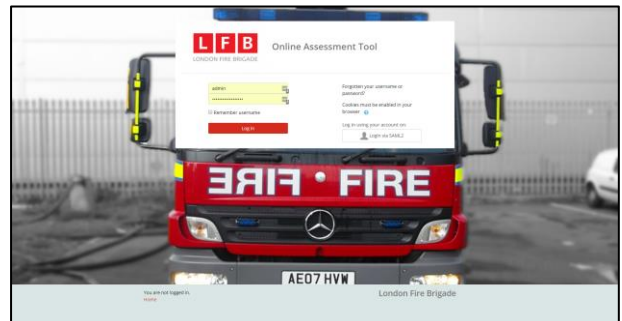 LFB
LONDON FIRE BRIGADE
Online Assessment Tool
admin
Remember username
Log in
Forgotten your username or
password?
Cookies must be enabled in your
browser
Log in using your account on:
Login via SAML2
FIRE • FIRE
AE07 HVW
You are not logged in.
Home
London Fire Brigade